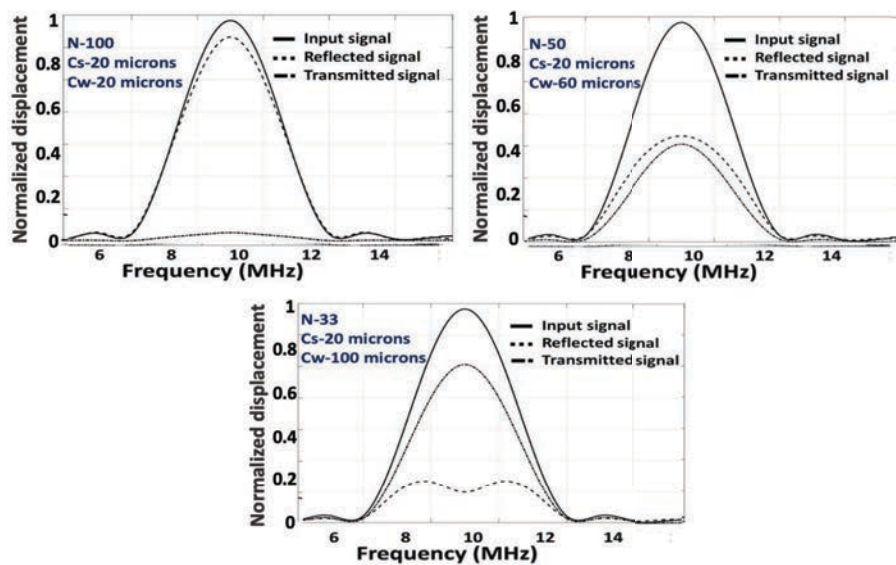 N-100
Cs-20 microns
Cw-20 microns
Input signal
Reflected signal
Transmitted signal
Normalized displacement
1
0.8
0.6
0.4
0.2
0
6 8 10 12 14
Frequency (MHz)
N-50
Cs-20 microns
Cw-60 microns
Input signal
Reflected signal
Transmitted signal
Normalized displacement
1
0.8
0.6
0.4
0.2
0
6 8 10 12 14
Frequency (MHz)
N-33
Cs-20 microns
Cw-100 microns
Input signal
Reflected signal
Transmitted signal
Normalized displacement
1
0.8
0.6
0.4
0.2
0
6 8 10 12 14
Frequency (MHz)